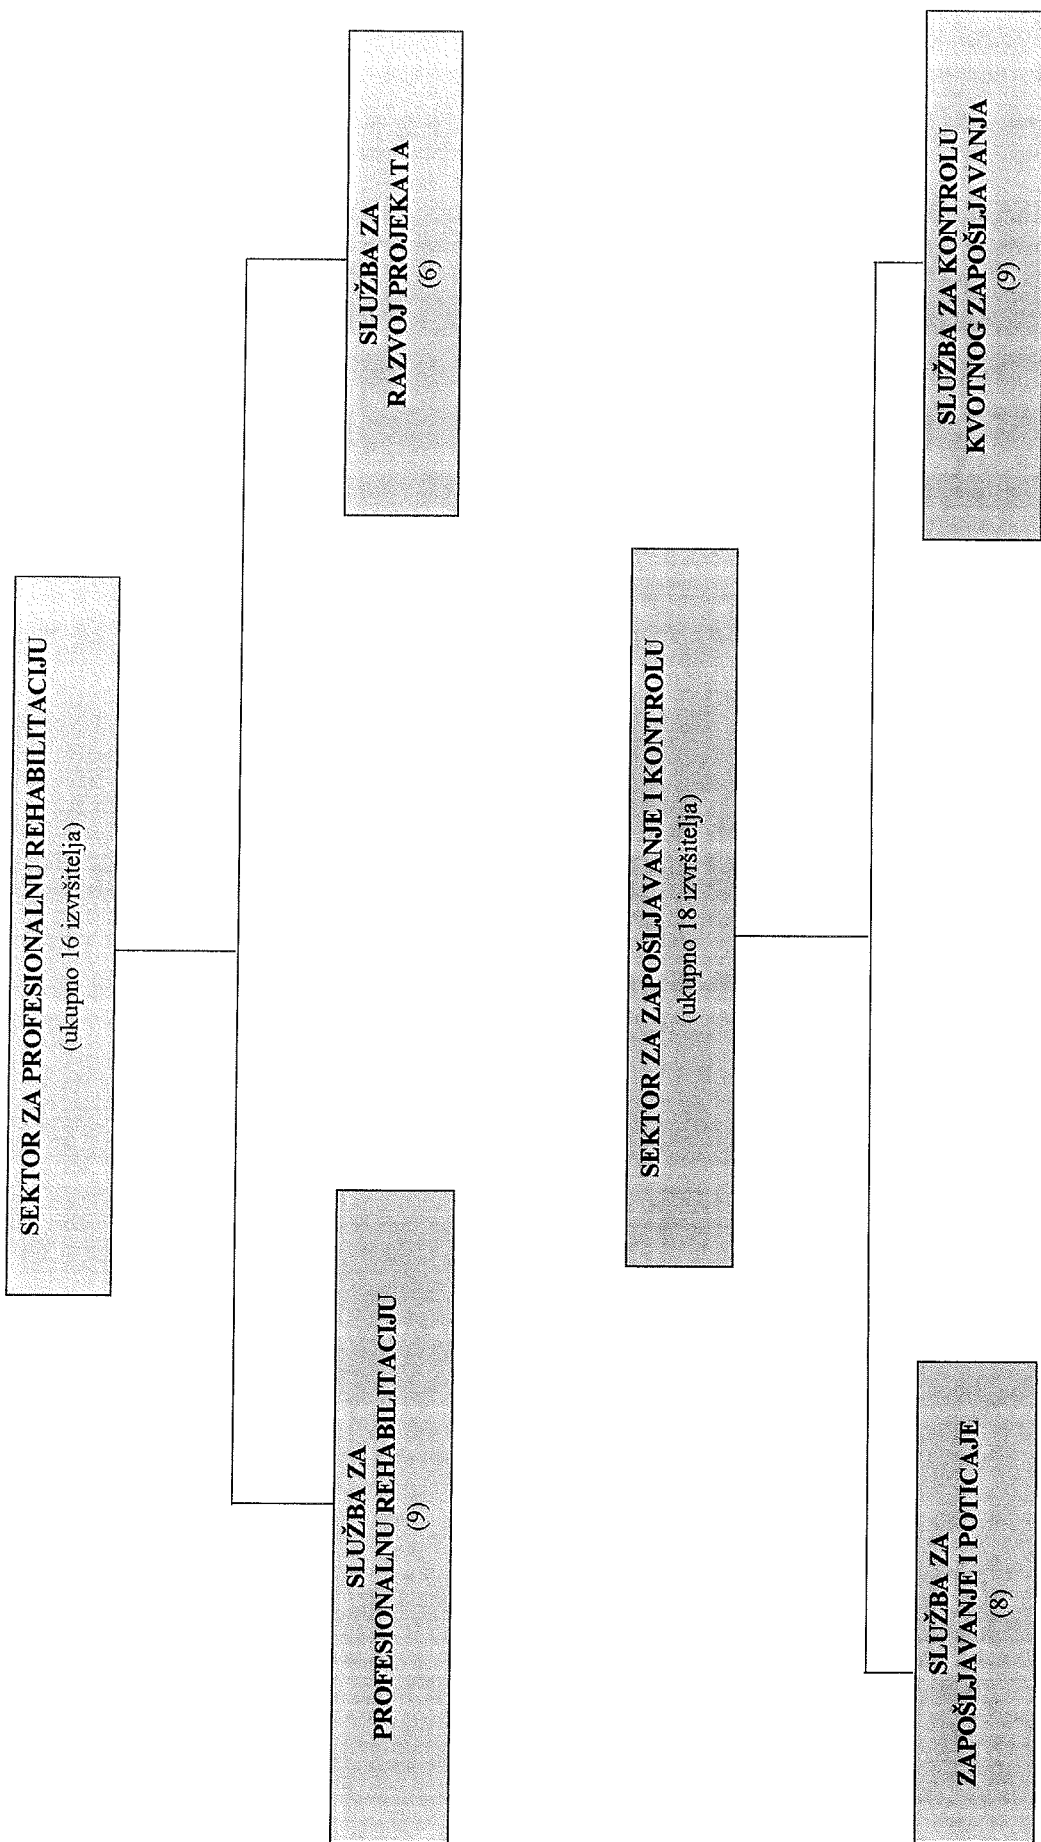 SEKTOR ZA PROFESIONALNU REHABILITACIJU
(ukupno 16 izvršitelja)
SLUŽBA ZA
PROFESIONALNU REHABILITACIJU
(9)
SLUŽBA ZA
RAZVOJ PROJEKATA
(6)
SEKTOR ZA ZAPOŠLJAVANJE I KONTROLU
(ukupno 18 izvršitelja)
SLUŽBA ZA
ZAPOŠLJAVANJE I POTICAJE
(8)
SLUŽBA ZA KONTROLU
KVOTNOG ZAPOŠLJAVANJA
(9)